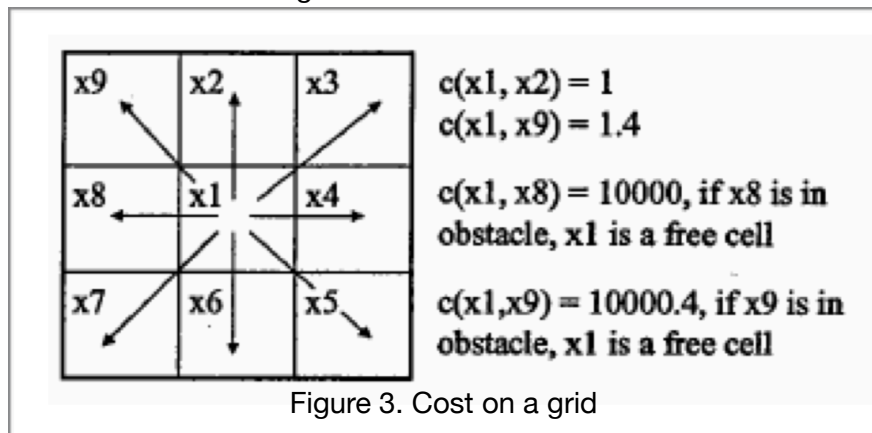 x9 x2 x3
x8 x1 x4
x7 x6 x5
c(x1, x2) = 1
c(x1, x9) = 1.4
c(x1, x8) = 10000, if x8 is in
obstacle, x1 is a free cell
c(x1,x9) = 10000.4, if x9 is in
obstacle, x1 is a free cell
Figure 3. Cost on a grid